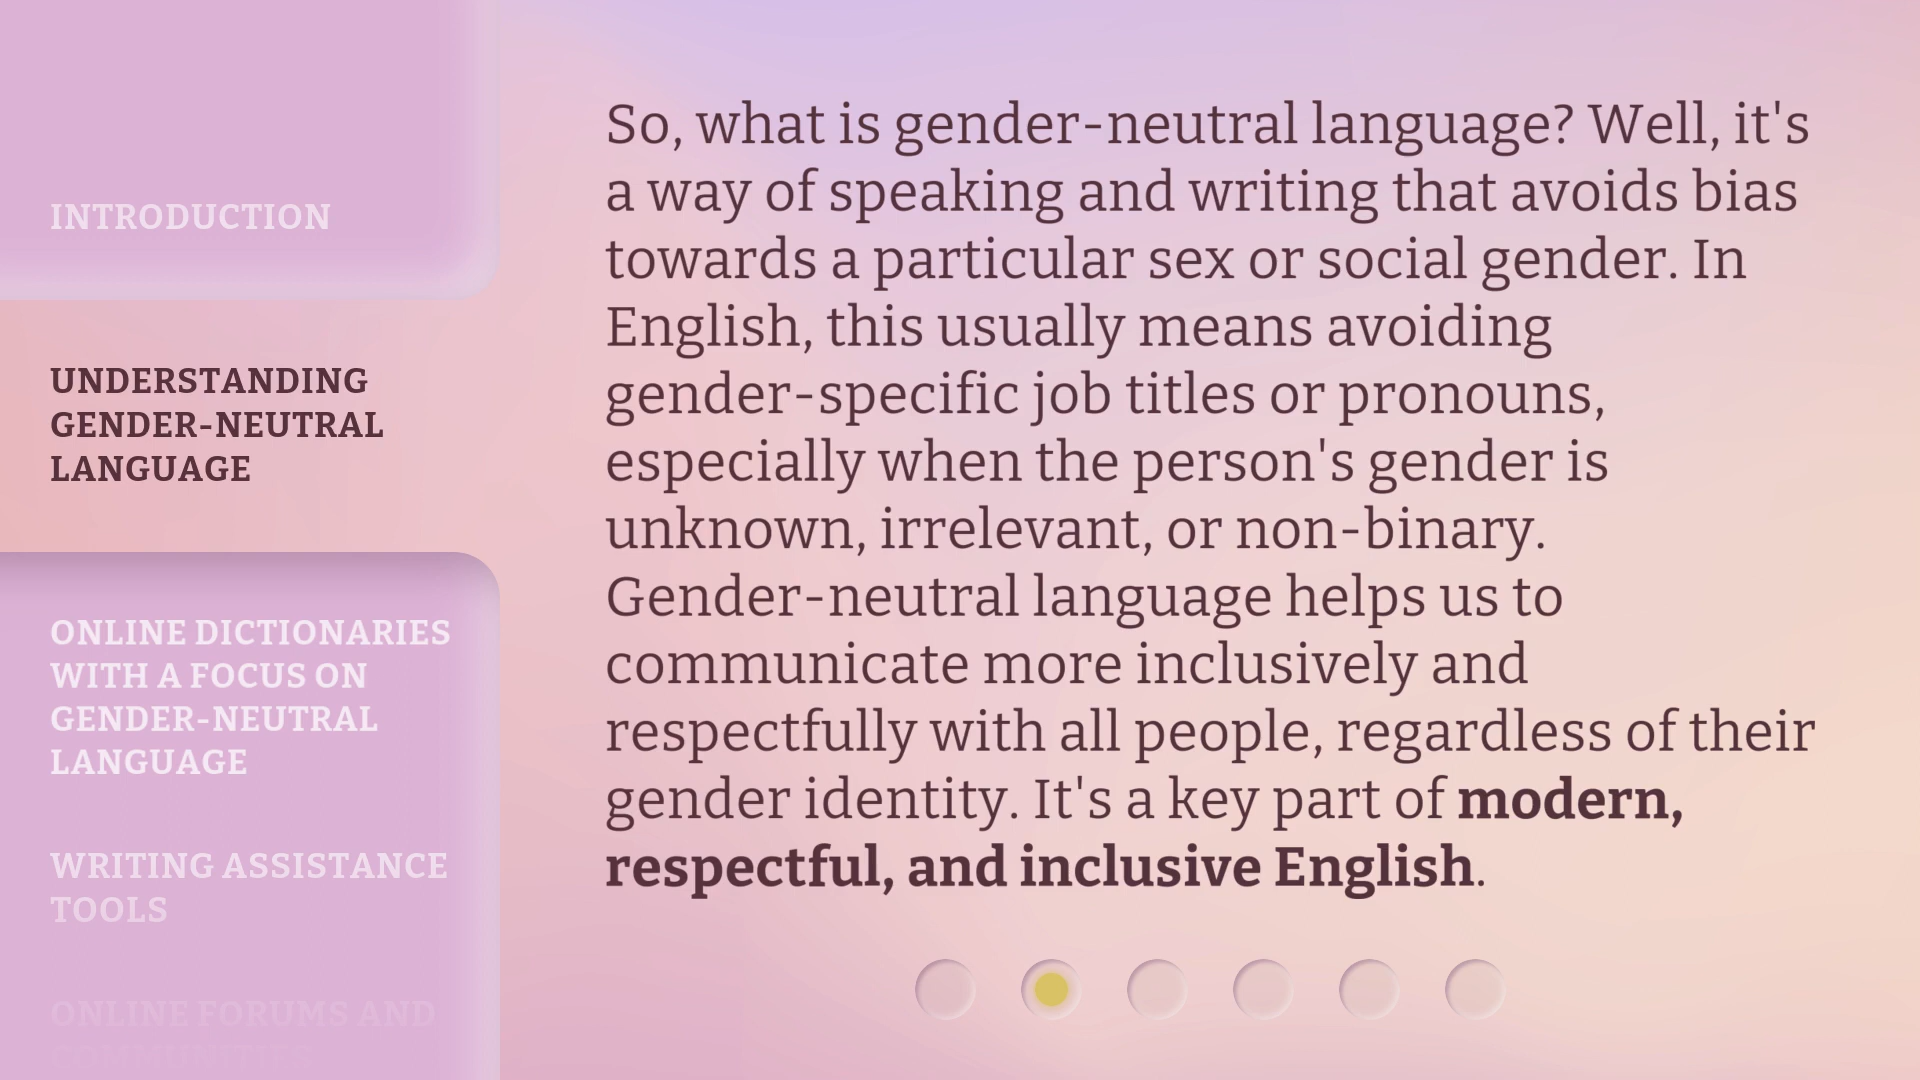 INTRODUCTION
UNDERSTANDING
GENDER-NEUTRAL
LANGUAGE
ONLINE DICTIONARIES
WITH A FOCUS ON
GENDER-NEUTRAL
LANGUAGE
WRITING ASSISTANCE
TOOLS
ONLINE FORUMS AND
COMMUNITIES
So, what is gender-neutral language? Well, it's
a way of speaking and writing that avoids bias
towards a particular sex or social gender. In
English, this usually means avoiding
gender-specific job titles or pronouns,
especially when the person's gender is
unknown, irrelevant, or non-binary.
Gender-neutral language helps us to
communicate more inclusively and
respectfully with all people, regardless of their
gender identity. It's a key part of modern,
respectful, and inclusive English.